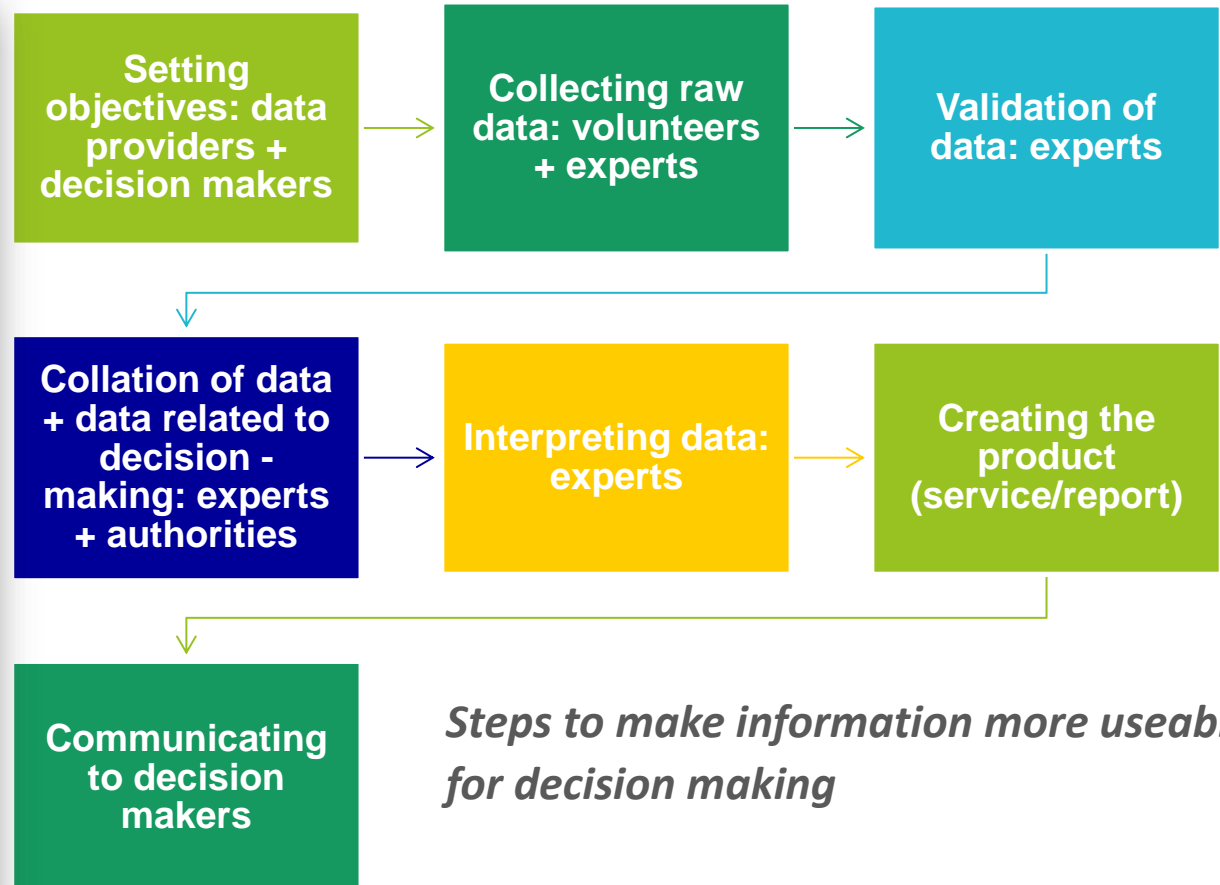 Setting
objectives: data
providers +
decision makers
Collecting raw
data: volunteers
+ experts
Validation of
data: experts
Collation of data
+ data related to
decision -
making: experts
+ authorities
Interpreting data:
experts
Creating the
product
(service/report)
Communicating
to decision
makers
Steps to make information more useab
for decision making